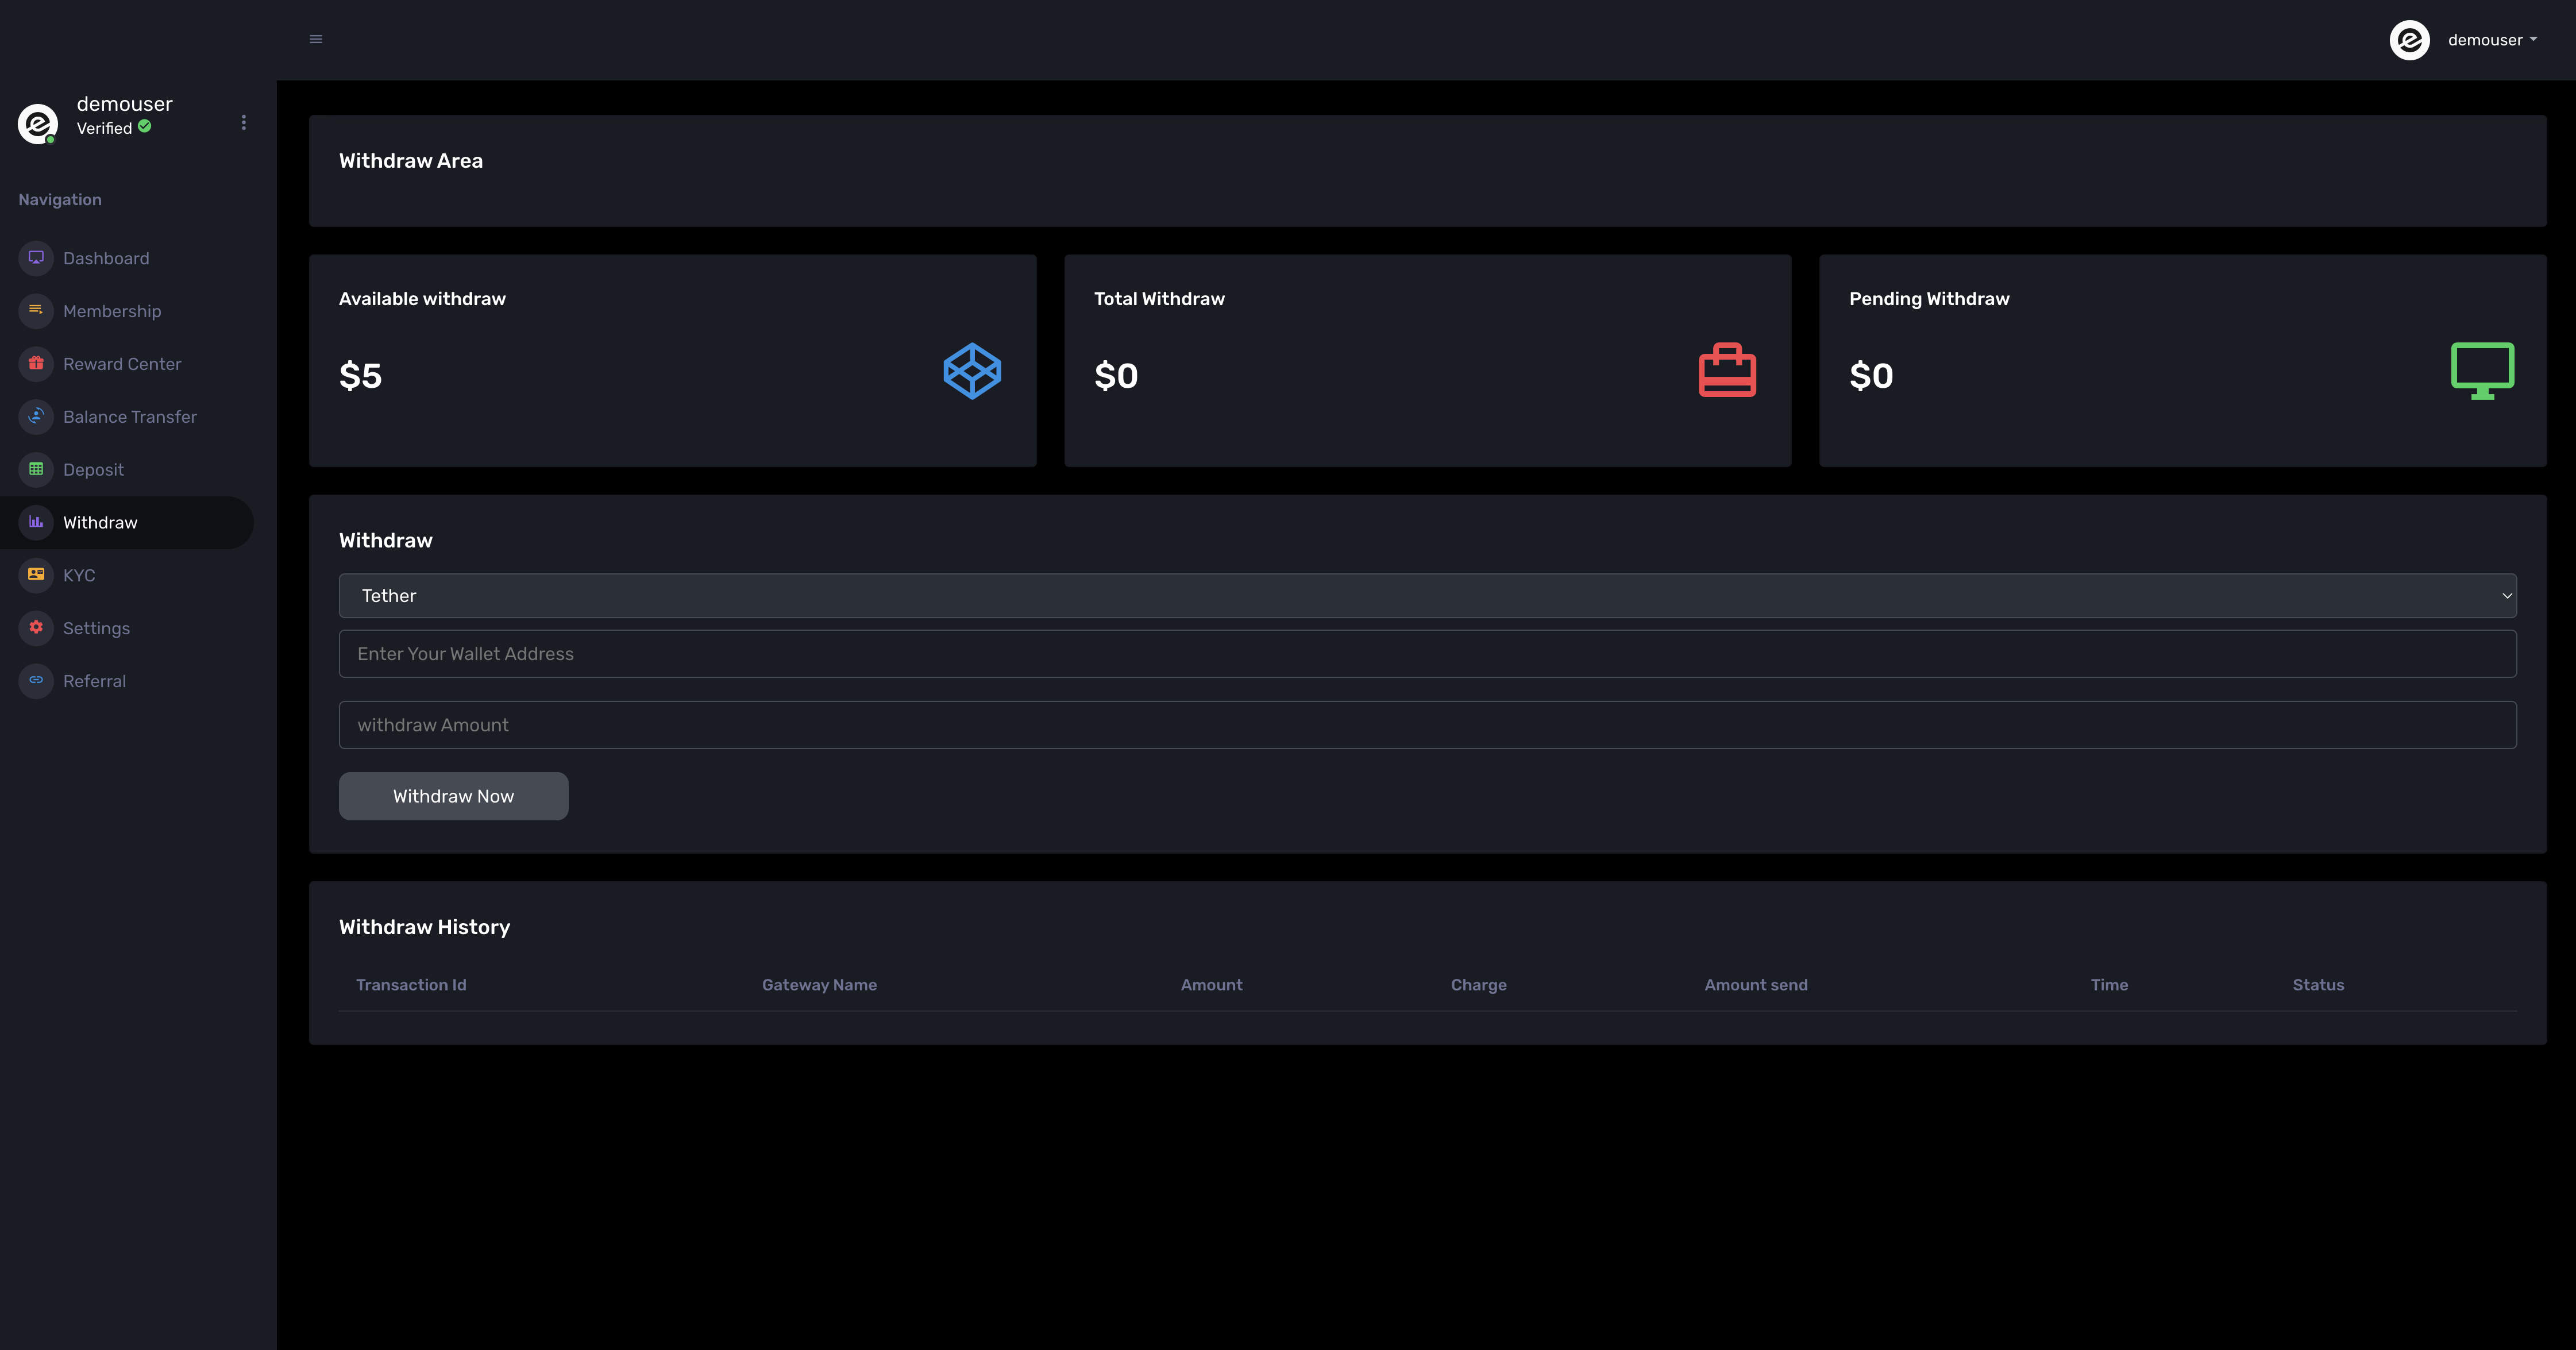 demouser
demouser
Verified
Navigation
Dashboard
Membership
Reward Center
Balance Transfer
Deposit
Withdraw
KYC
Settings
Referral
Withdraw Area
Available withdraw
$5
Total Withdraw
$0
Pending Withdraw
$0
Withdraw
Tether
Enter Your Wallet Address
withdraw Amount
Withdraw Now
Withdraw History
Transaction Id Gateway Name Amount Charge Amount send Time Status